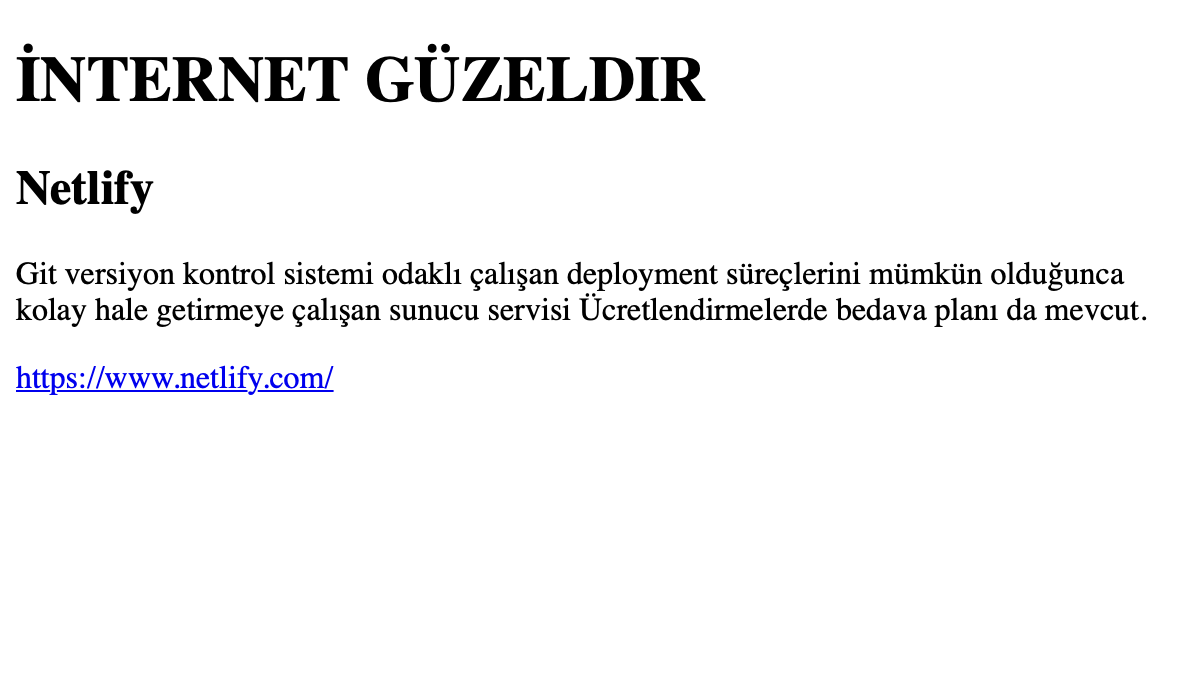 İNTERNET GÜZELDIR
Netlify
Git versiyon kontrol sistemi odaklı çalışan deployment süreçlerini mümkün olduğunca
kolay hale getirmeye çalışan sunucu servisi Ücretlendirmelerde bedava planı da mevcut.
https://www.netlify.com/